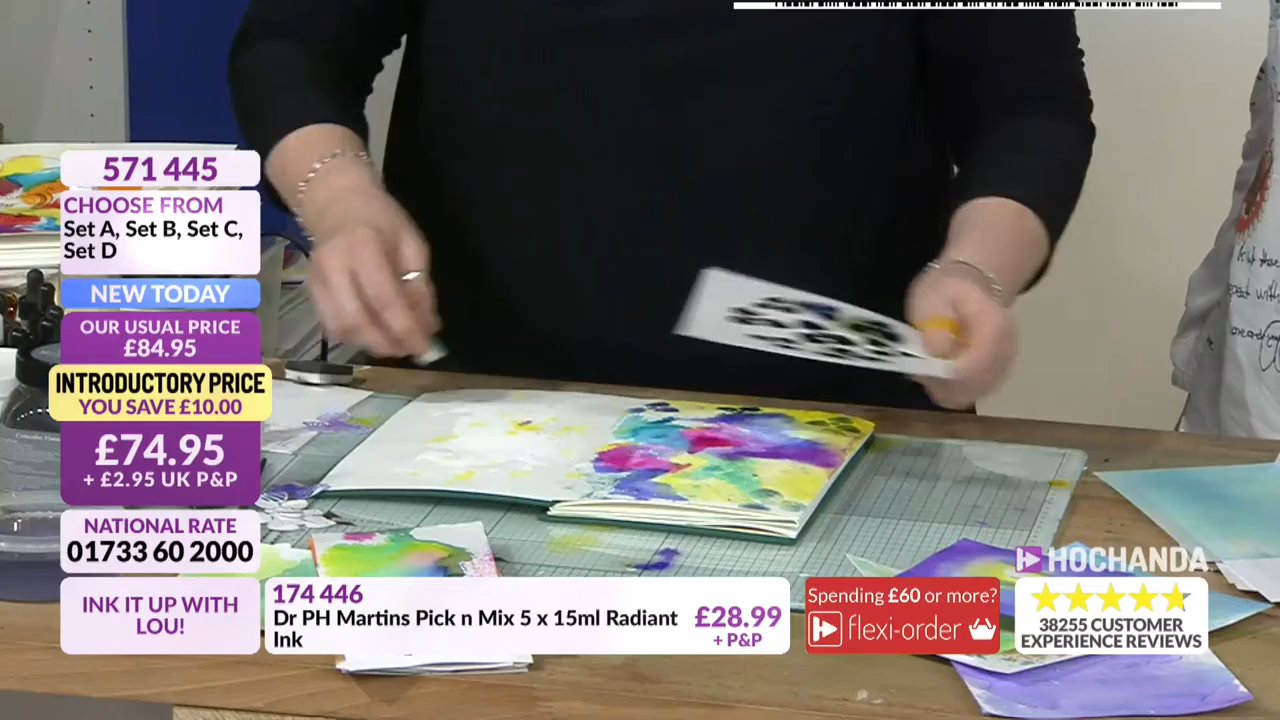 571 445
CHOOSE FROM
Set A, Set B, Set C,
Set D
NEW TODAY
OUR USUAL PRICE
£84.95
INTRODUCTORY PRICE
YOU SAVE £10.00
£74.95
+ £2.95 UK P&P
NATIONAL RATE
01733 60 2000
INK IT UP WITH
LOU!
174 446
Dr PH Martins Pick n Mix 5 x 15ml Radiant
Ink
£28.99
+ P&P
Spending £60 or more?
flexi-order
HOCHANDA
38255 CUSTOMER
EXPERIENCE REVIEWS